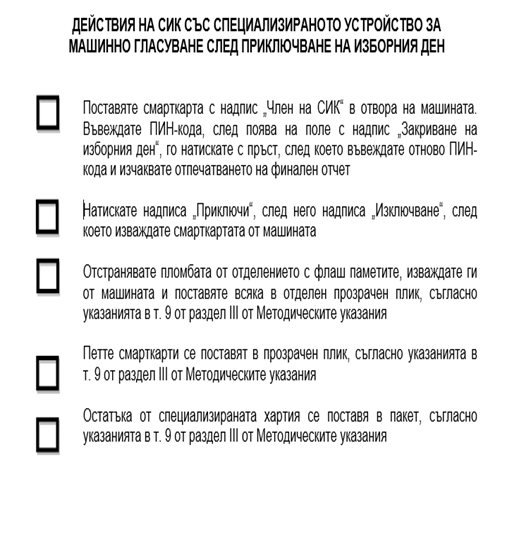 ДЕЙСТВИЯ НА СИК СЪС СПЕЦИАЛИЗИРАНОТО УСТРОЙСТВО ЗА
МАШИННО ГЛАСУВАНЕ СЛЕД ПРИКЛЮЧВАНЕ НА ИЗБОРНИЯ ДЕН
Поставяте смарткарта с надпис „Член на СИК“ в отвора на машината.
Въвеждате ПИН-кода, след поява на поле с надпис „Закриване на
изборния ден“, го натискате с пръст, след което въвеждате отново ПИН-
кода и изчаквате отпечатването на финален отчет
Натискате надписа „Приключи“, след него надписа „Изключване“, след
което изваждате смарткартата от машината
Отстранявате пломбата от отделението с флаш паметите, изваждате ги
от машината и поставяте всяка в отделен прозрачен плик, съгласно
указанията в т. 9 от раздел III от Методическите указания
Петте смарткарти се поставят в прозрачен плик, съгласно указанията в
т. 9 от раздел III от Методическите указания
Остатъка от специализираната хартия се поставя в пакет, съгласно
указанията в т. 9 от раздел III от Методическите указания